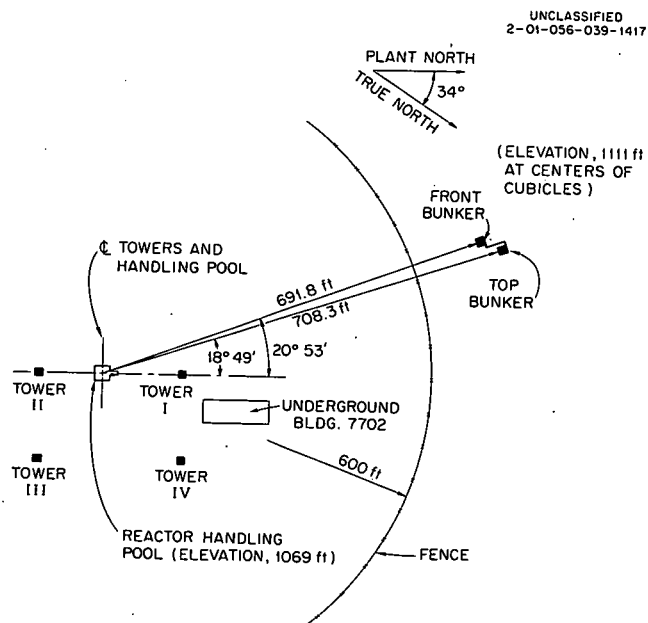 UNCLASSIFIED
2-01-056-039-1417
PLANT NORTH
TRUE NORTH
34°
(ELEVATION, 1111 ft
AT CENTERS OF
CUBICLES)
FRONT
BUNKER
℄ TOWERS AND
HANDLING POOL
TOP
BUNKER
691.8 ft
708.3 ft
18° 49'
20° 53'
TOWER
II
TOWER
I
UNDERGROUND
BLDG. 7702
TOWER
III
TOWER
IV
600 ft
REACTOR HANDLING
POOL (ELEVATION, 1069 ft)
FENCE